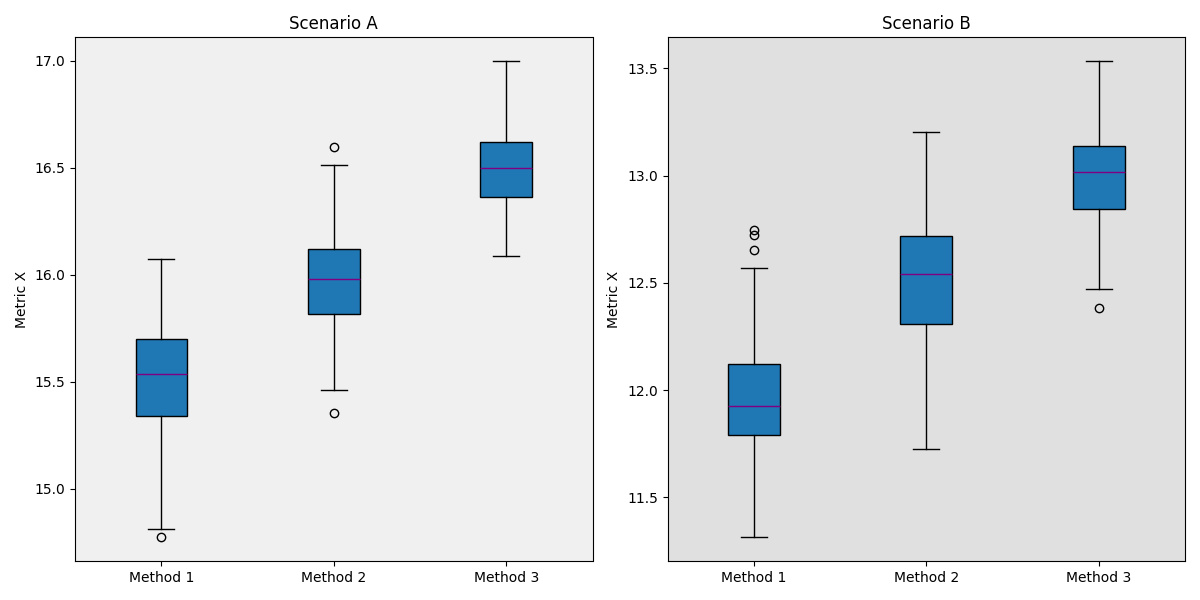 Scenario A
Metric X
17.0
16.5
16.0
15.5
15.0
Method 1
Method 2
Method 3
Scenario B
Metric X
13.5
13.0
12.5
12.0
11.5
Method 1
Method 2
Method 3